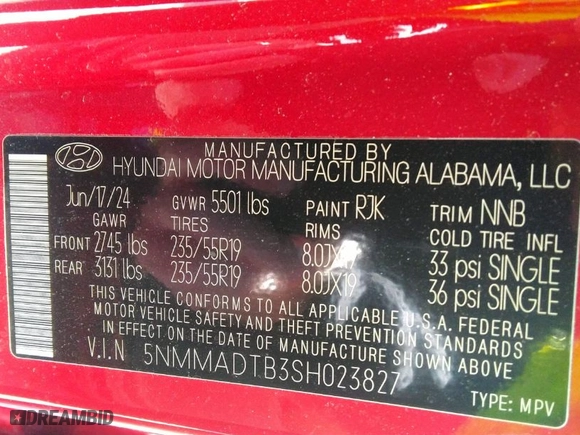 MANUFACTURED BY
HYUNDAI MOTOR MANUFACTURING ALABAMA, LLC
Jun/17/24 GVWR 5501 lbs PAINT RJK TRIM NNB
GAWR TIRES RIMS COLD TIRE INFL
FRONT 2745 lbs 235/55R19 8.0JX19 33 psi SINGLE
REAR 3131 lbs 235/55R19 8.0JX19 36 psi SINGLE
THIS VEHICLE CONFORMS TO ALL APPLICABLE U.S.A. FEDERAL
MOTOR VEHICLE SAFETY AND THEFT PREVENTION STANDARDS
IN EFFECT ON THE DATE OF MANUFACTURE SHOWN ABOVE
V.I.N 5NMMADTB3SH023827
TYPE: MPV
DREAMBID